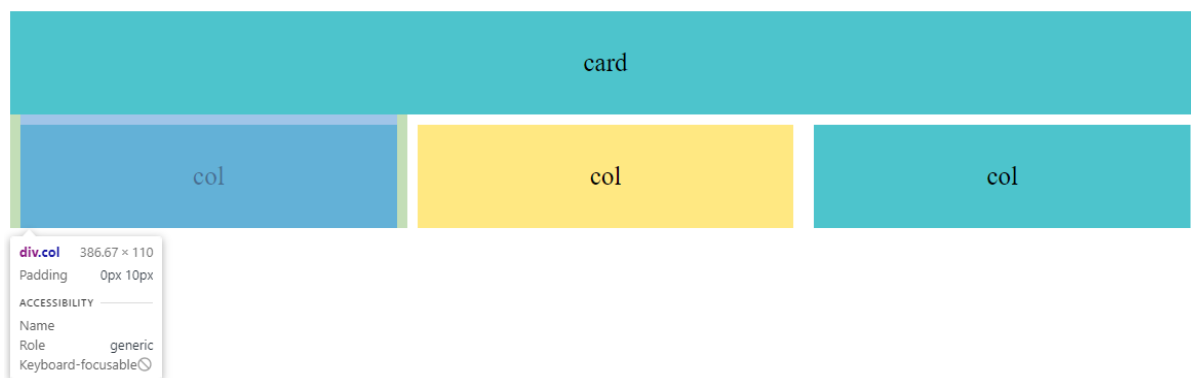 card
col col col
div.col 386.67 × 110
Padding 0px 10px
ACCESSIBILITY
Name
Role generic
Keyboard-focusable